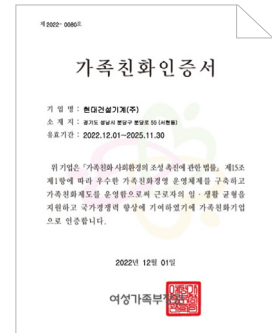 제 2022- 0080호
가족친화인증서
기 업 명 : 현대건설기계(주)
소 재 지 : 경기도 성남시 분당구 분당로 55 (서현동)
유효기간 : 2022.12.01~2025.11.30
위 기업은 「가족친화 사회환경의 조성 촉진에 관한 법률」 제15조
제1항에 따라 우수한 가족친화경영 운영체제를 구축하고
가족친화제도를 운영함으로써 근로자의 일 · 생활 균형을
지원하고 국가경쟁력 향상에 기여하였기에 가족친화기업
으로 인증합니다.
2022년 12월 01일
여성가족부장관